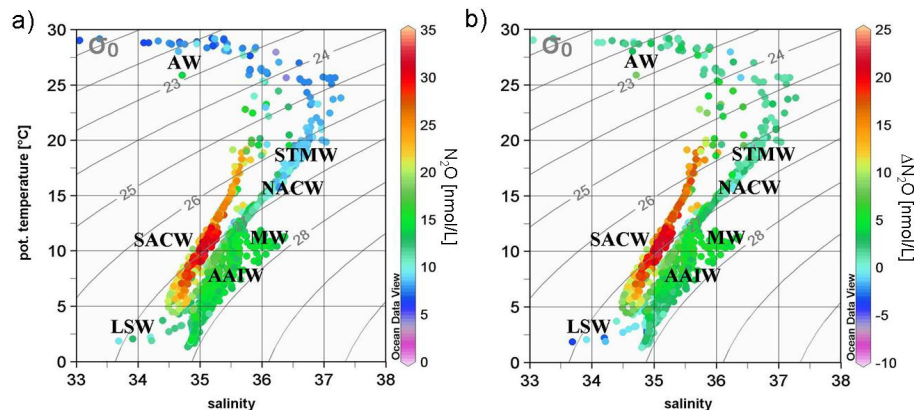 a)
30
25
20
15
10
5
0
pot. temperature [°C]
σ0
AW
23
24
25
26
28
STMW
NACW
SACW
MW
AAIW
LSW
33 34 35 36 37 38
salinity
Ocean Data View
35
30
25
20
15
10
5
0
N2O [nmol/L]
b)
30
25
20
15
10
5
0
σ0
AW
23
24
25
26
28
STMW
NACW
SACW
MW
AAIW
LSW
33 34 35 36 37 38
salinity
Ocean Data View
25
20
15
10
5
0
-5
-10
ΔN2O [nmol/L]